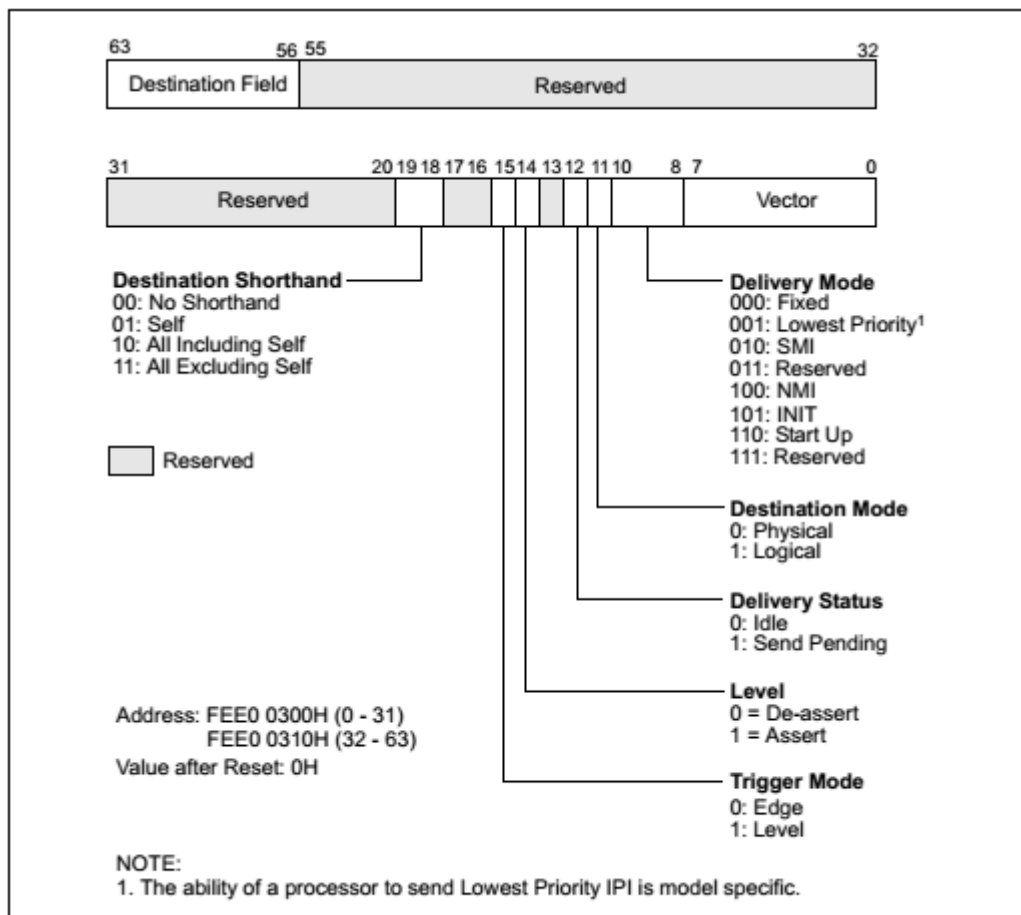 63 56 55 32
Destination Field Reserved
31 20 19 18 17 16 15 14 13 12 11 10 8 7 0
Reserved Vector
Destination Shorthand
00: No Shorthand
01: Self
10: All Including Self
11: All Excluding Self
Reserved
Delivery Mode
000: Fixed
001: Lowest Priority¹
010: SMI
011: Reserved
100: NMI
101: INIT
110: Start Up
111: Reserved
Destination Mode
0: Physical
1: Logical
Delivery Status
0: Idle
1: Send Pending
Level
0 = De-assert
1 = Assert
Trigger Mode
0: Edge
1: Level
Address: FEE0 0300H (0 - 31)
FEE0 0310H (32 - 63)
Value after Reset: 0H
NOTE:
1. The ability of a processor to send Lowest Priority IPI is model specific.